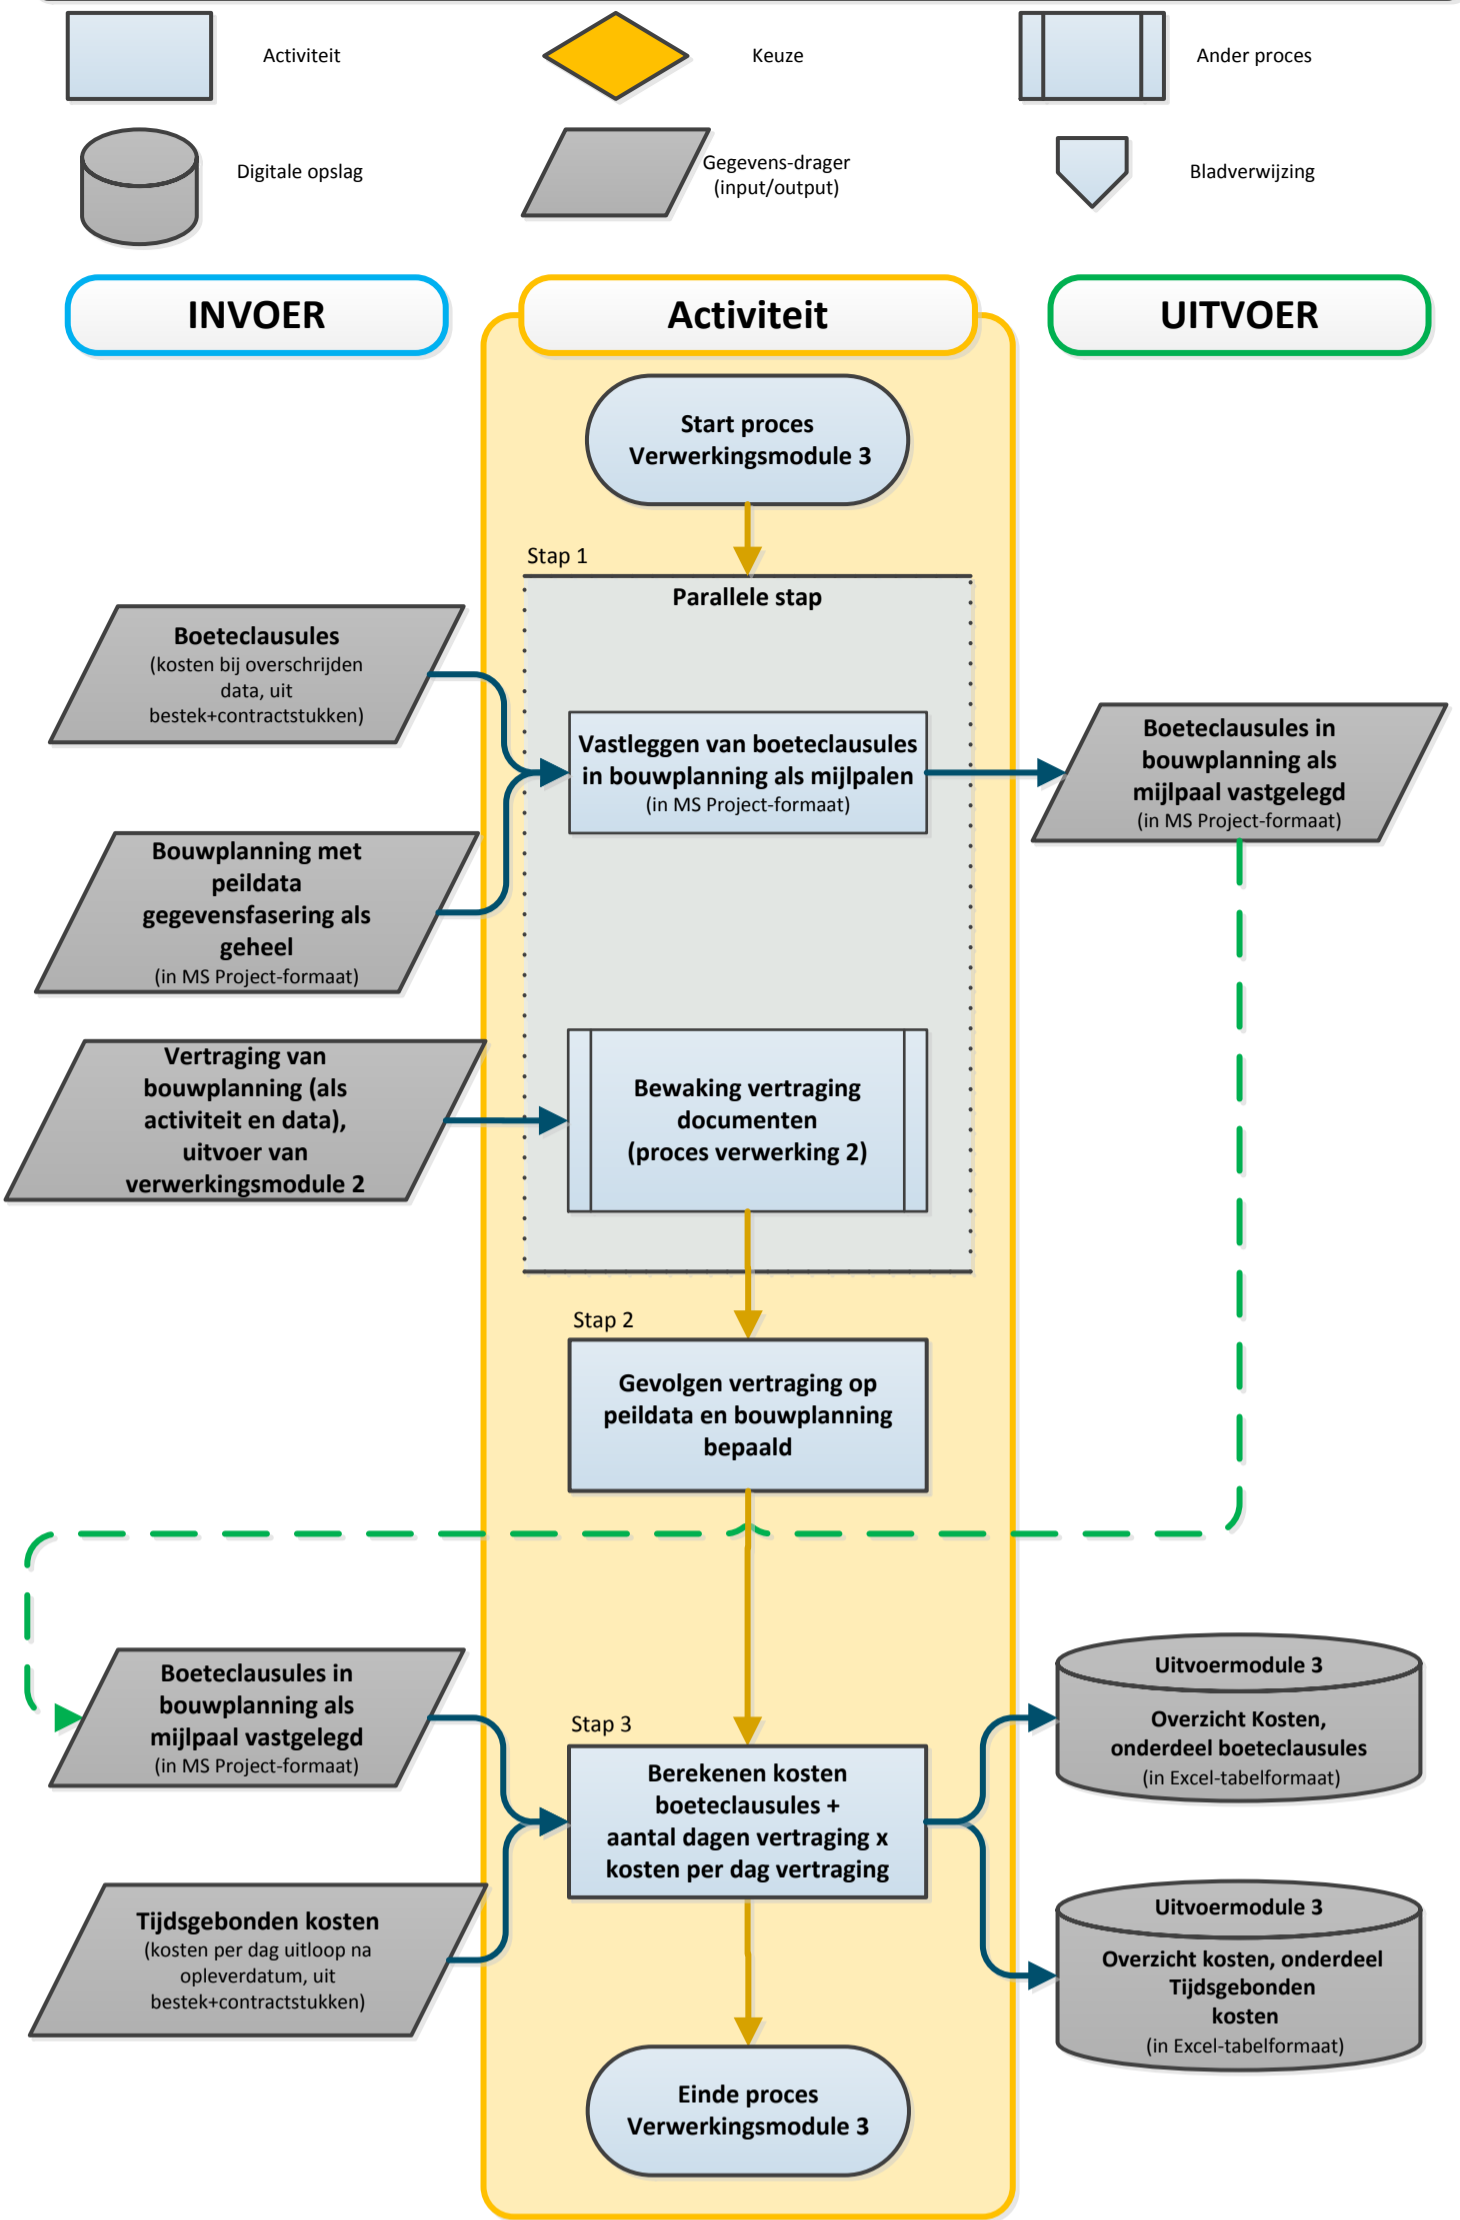 Activiteit
Keuze
Ander proces
Digitale opslag
Gegevens-drager
(input/output)
Bladverwijzing
INVOER
Activiteit
UITVOER
Start proces
Verwerkingsmodule 3
Stap 1
Parallele stap
Boeteclausules
(kosten bij overschrijden
data, uit
bestek+contractstukken)
Vastleggen van boeteclausules
in bouwplanning als mijlpalen
(in MS Project-formaat)
Boeteclausules in
bouwplanning als
mijlpaal vastgelegd
(in MS Project-formaat)
Bouwplanning met
peildata
gegevensfasering als
geheel
(in MS Project-formaat)
Vertraging van
bouwplanning (als
activiteit en data),
uitvoer van
verwerkingsmodule 2
Bewaking vertraging
documenten
(proces verwerking 2)
Stap 2
Gevolgen vertraging op
peildata en bouwplanning
bepaald
Boeteclausules in
bouwplanning als
mijlpaal vastgelegd
(in MS Project-formaat)
Stap 3
Berekenen kosten
boeteclausules +
aantal dagen vertraging x
kosten per dag vertraging
Uitvoermodule 3
Overzicht Kosten,
onderdeel boeteclausules
(in Excel-tabelformaat)
Tijdsgebonden kosten
(kosten per dag uitloop na
opleverdatum, uit
bestek+contractstukken)
Uitvoermodule 3
Overzicht kosten, onderdeel
Tijdsgebonden
kosten
(in Excel-tabelformaat)
Einde proces
Verwerkingsmodule 3